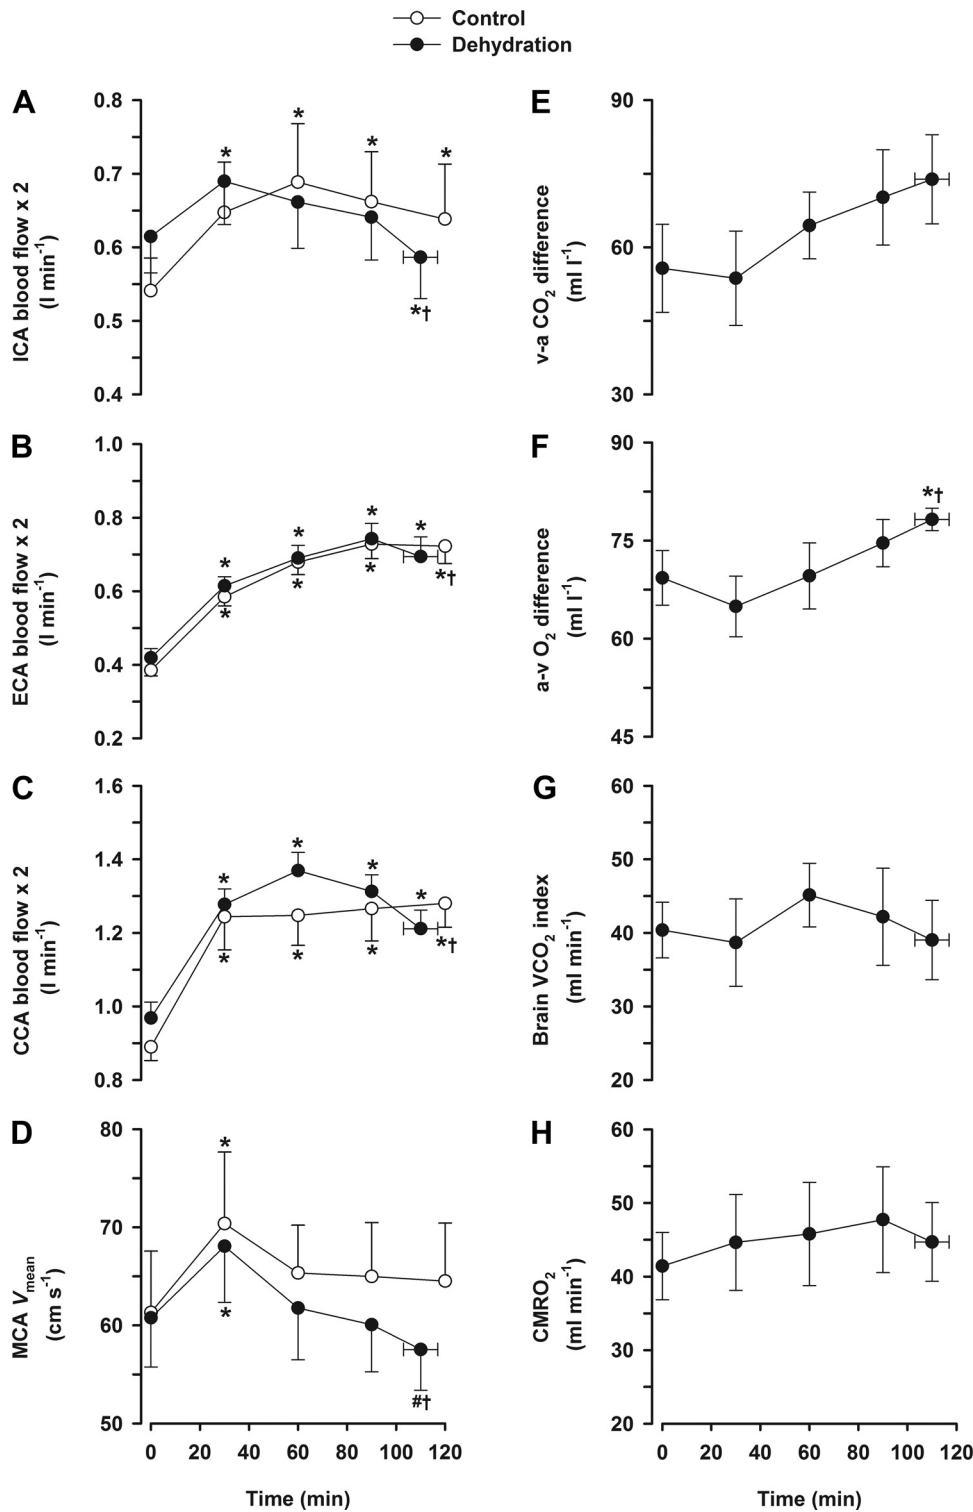 Control
Dehydration
A
0.8
0.7
0.6
0.5
0.4
ICA blood flow x 2
(l min⁻¹)
* * * *
*†
B
1.0
0.8
0.6
0.4
0.2
ECA blood flow x 2
(l min⁻¹)
* * * *
* * * *†
C
1.6
1.4
1.2
1.0
0.8
CCA blood flow x 2
(l min⁻¹)
* * * *
* * * *†
D
80
70
60
50
MCA Vmean
(cm s⁻¹)
*
*
#†
0 20 40 60 80 100 120
Time (min)
E
90
60
30
v-a CO₂ difference
(ml l⁻¹)
F
90
75
60
45
a-v O₂ difference
(ml l⁻¹)
*†
G
60
50
40
30
20
Brain VCO₂ index
(ml min⁻¹)
H
60
50
40
30
20
CMRO₂
(ml min⁻¹)
0 20 40 60 80 100 120
Time (min)